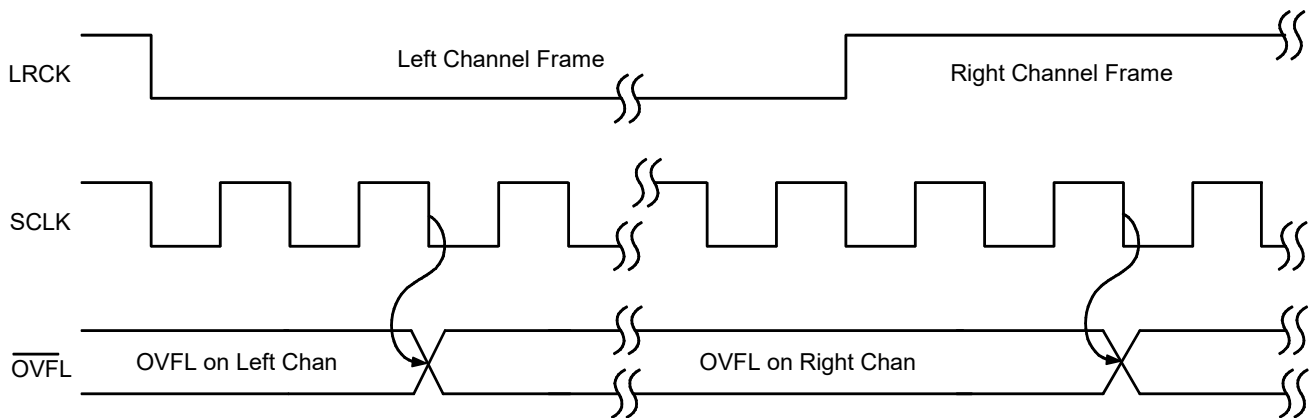 LRCK
Left Channel Frame
Right Channel Frame
SCLK
OVFL
OVFL on Left Chan
OVFL on Right Chan